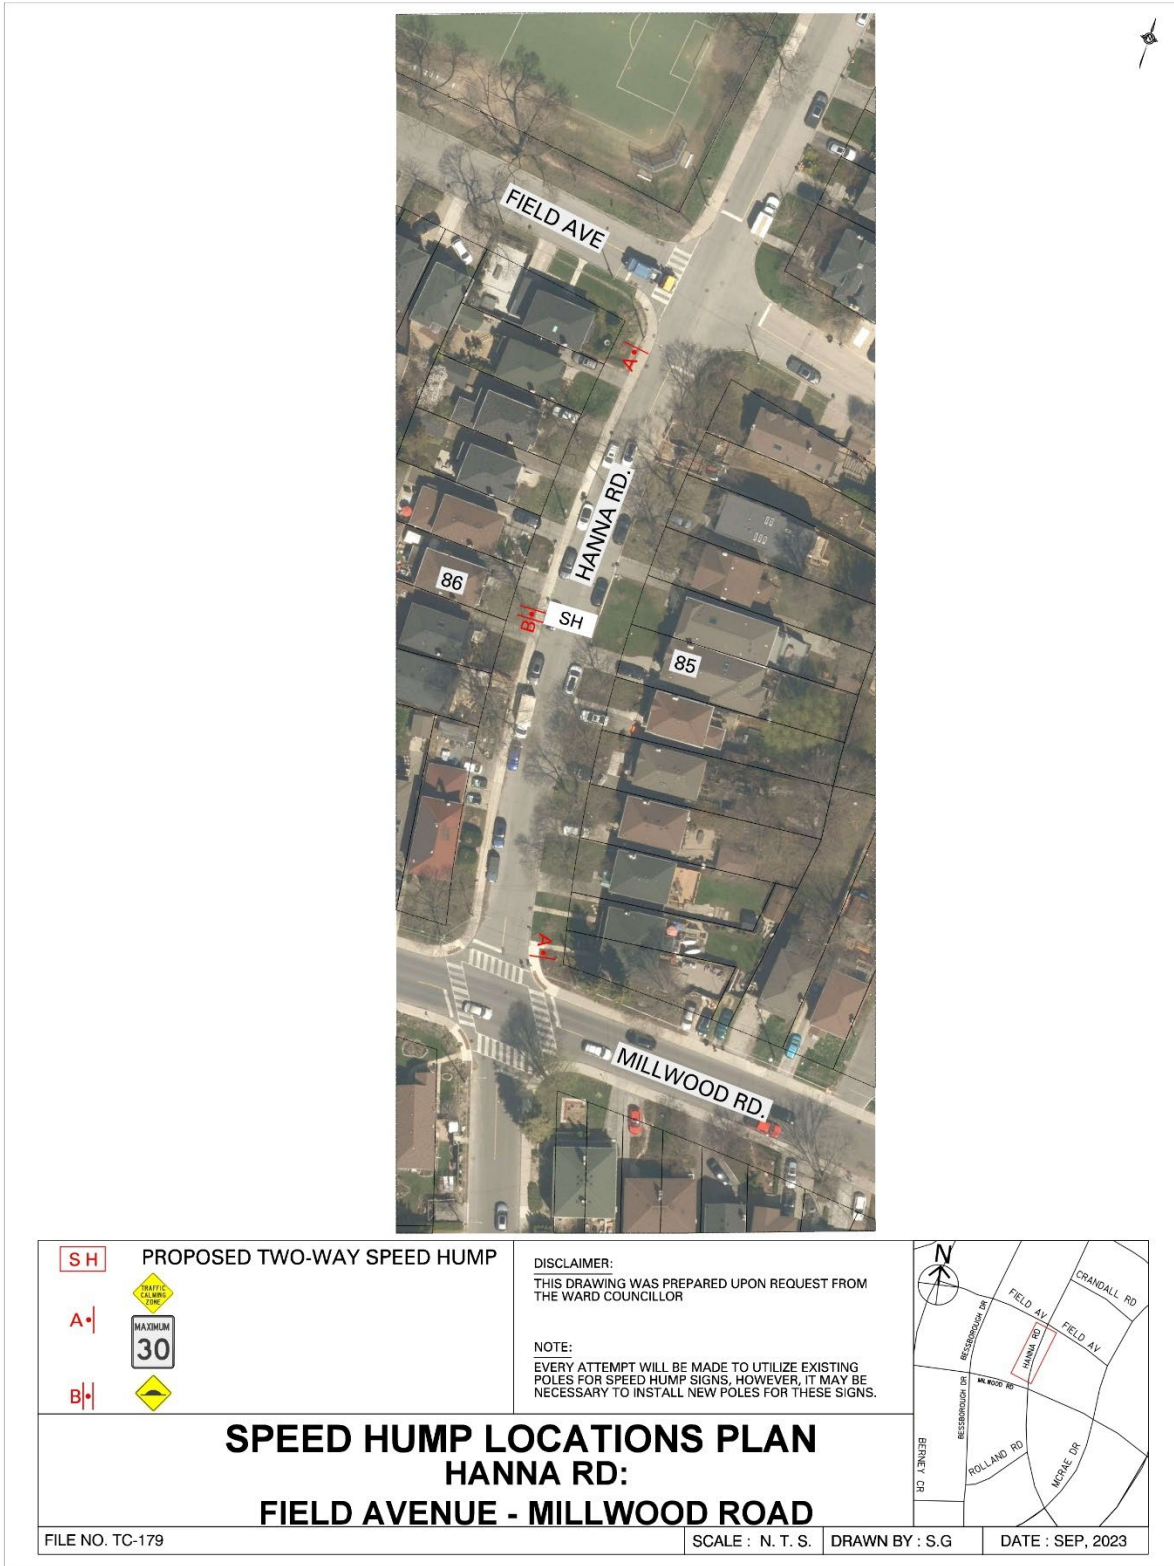 FIELD AVE
A
HANNA RD.
86
B
SH
85
A
MILLWOOD RD.
SH
PROPOSED TWO-WAY SPEED HUMP
TRAFFIC
CALMING
ZONE
A
MAXIMUM
30
B
DISCLAIMER:
THIS DRAWING WAS PREPARED UPON REQUEST FROM
THE WARD COUNCILLOR
NOTE:
EVERY ATTEMPT WILL BE MADE TO UTILIZE EXISTING
POLES FOR SPEED HUMP SIGNS, HOWEVER, IT MAY BE
NECESSARY TO INSTALL NEW POLES FOR THESE SIGNS.
N
CRANDALL RD
FIELD AV
FIELD AV
BESSBOROUGH DR
HANNA RD
MILWOOD RD
BESSBOROUGH DR
BERNEY CR
ROLLAND RD
MCRAE DR
SPEED HUMP LOCATIONS PLAN
HANNA RD:
FIELD AVENUE - MILLWOOD ROAD
FILE NO. TC-179
SCALE : N. T. S.
DRAWN BY : S.G
DATE : SEP, 2023